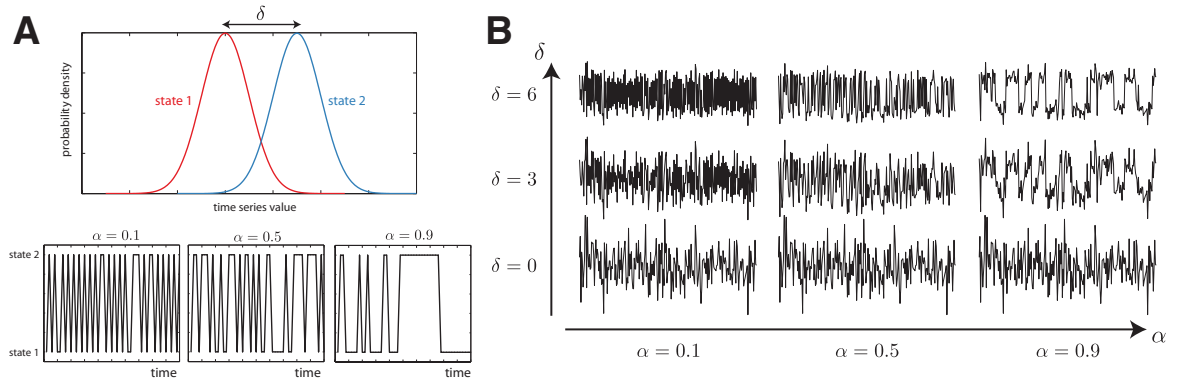 A
δ
state 1
state 2
probability density
time series value
α = 0.1
α = 0.5
α = 0.9
state 2
state 1
time
time
time
B
δ
δ = 6
δ = 3
δ = 0
α
α = 0.1
α = 0.5
α = 0.9